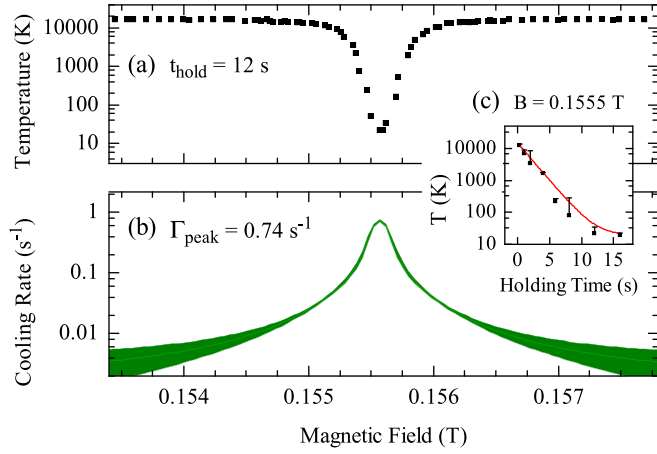 Temperature (K)
10000
1000
100
10
(a) t_hold = 12 s
(c) B = 0.1555 T
T (K)
10000
1000
100
10
0 5 10 15
Holding Time (s)
Cooling Rate (s⁻¹)
1
0.1
0.01
(b) Γ_peak = 0.74 s⁻¹
0.154 0.155 0.156 0.157
Magnetic Field (T)